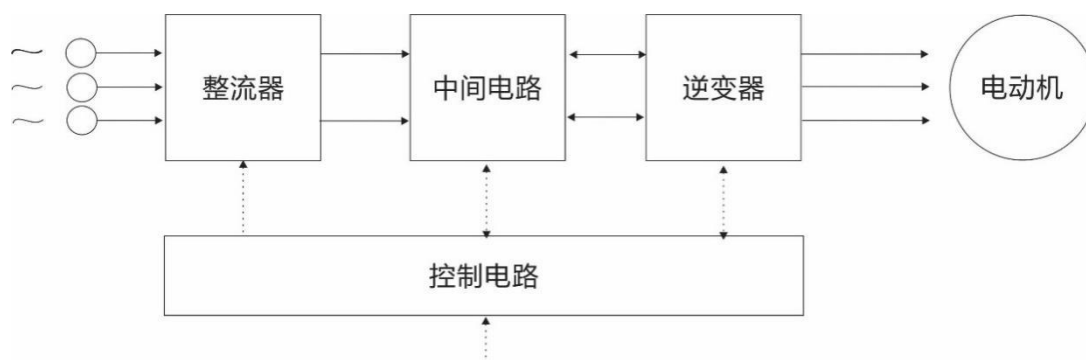 整流器
中间电路
逆变器
电动机
控制电路